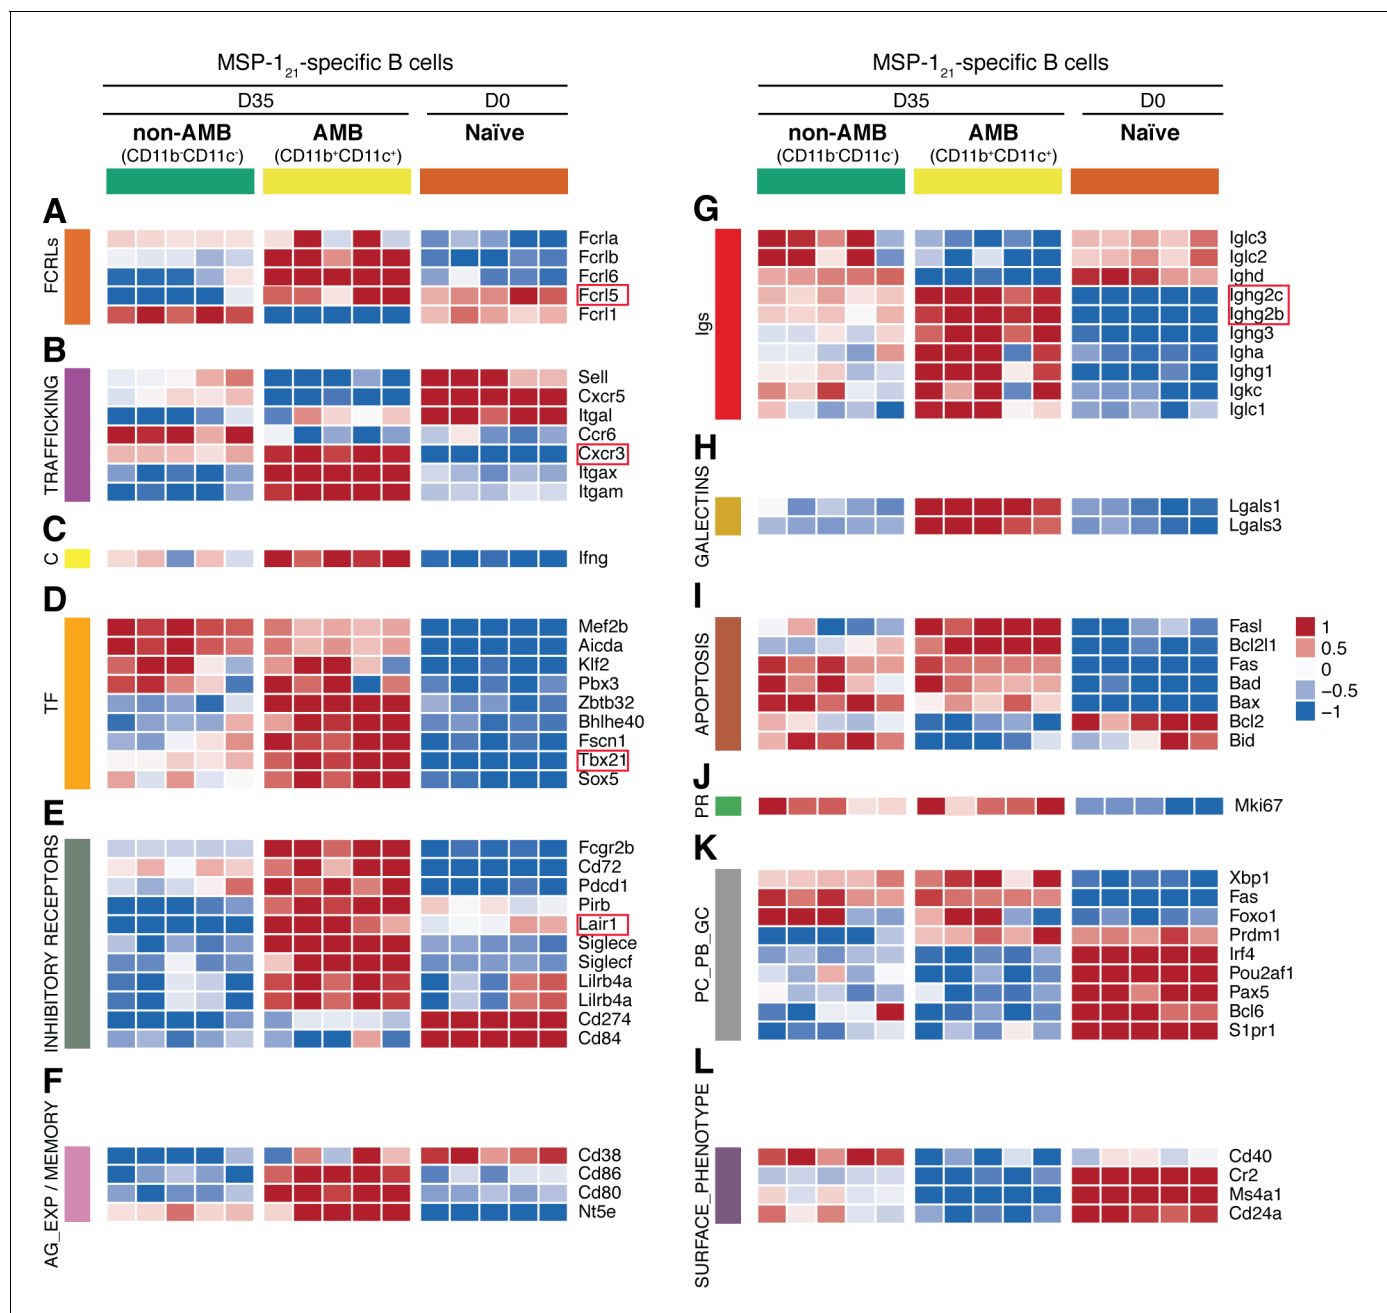 MSP-1₂₁-specific B cells
D35
D0
non-AMB
AMB
Naïve
(CD11b⁻CD11c⁻)
(CD11b⁺CD11c⁺)
A
FCRLs
Fcrla
Fcrlb
Fcrl6
Fcrl5
Fcrl1
B
TRAFFICKING
Sell
Cxcr5
Itgal
Ccr6
Cxcr3
Itgax
Itgam
C
C
Ifng
D
TF
Mef2b
Aicda
Klf2
Pbx3
Zbtb32
Bhlhe40
Fscn1
Tbx21
Sox5
E
INHIBITORY RECEPTORS
Fcgr2b
Cd72
Pdcd1
Pirb
Lair1
Siglece
Siglecf
Lilrb4a
Lilrb4a
Cd274
Cd84
F
AG_EXP / MEMORY
Cd38
Cd86
Cd80
Nt5e
MSP-1₂₁-specific B cells
D35
D0
non-AMB
AMB
Naïve
(CD11b⁻CD11c⁻)
(CD11b⁺CD11c⁺)
G
Igs
Iglc3
Iglc2
Ighd
Ighg2c
Ighg2b
Ighg3
Igha
Ighg1
Igkc
Iglc1
H
GALECTINS
Lgals1
Lgals3
I
APOPTOSIS
Fasl
Bcl2l1
Fas
Bad
Bax
Bcl2
Bid
1
0.5
0
−0.5
−1
J
PR
Mki67
K
PC_PB_GC
Xbp1
Fas
Foxo1
Prdm1
Irf4
Pou2af1
Pax5
Bcl6
S1pr1
L
SURFACE_PHENOTYPE
Cd40
Cr2
Ms4a1
Cd24a